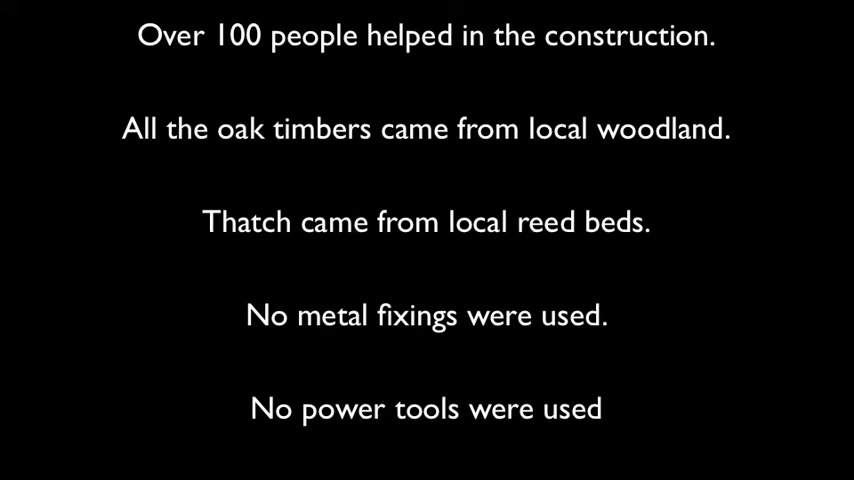 Over 100 people helped in the construction.
All the oak timbers came from local woodland.
Thatch came from local reed beds.
No metal fixings were used.
No power tools were used